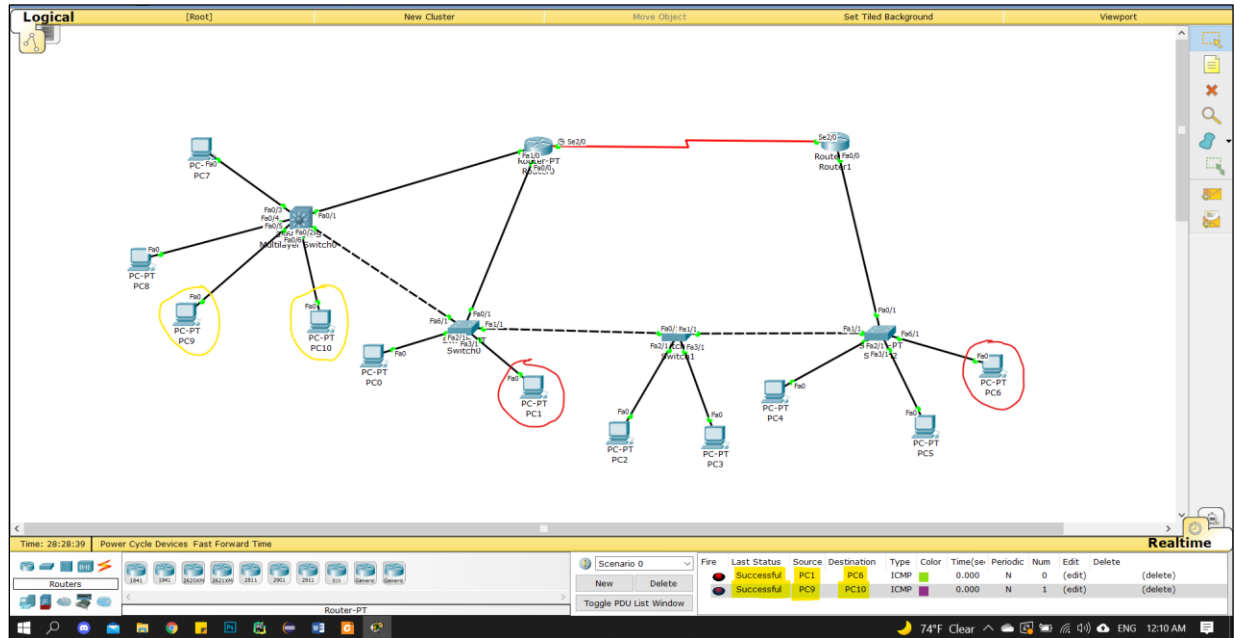 Logical [Root] New Cluster Move Object Set Tiled Background Viewport
Se2/0
Fa1/0
Fa0/0
Router0
Se2/0
Fa0/0
Router1
Fa0
PC7
Fa0/3
Fa0/4
Fa0/1
Fa0/5
Fa0/2
Fa0/6
Multilayer Switch0
Fa0
PC-PT
PC8
Fa0
PC-PT
PC9
Fa0
PC-PT
PC10
Fa0/1
Fa6/1
Fa1/1
Fa2/1
Fa3/1
Switch0
Fa0
PC-PT
PC0
Fa0
PC-PT
PC1
Fa1/1
Fa2/1
Fa3/1
Switch1
Fa0
PC-PT
PC2
Fa0
PC-PT
PC3
Fa0/1
Fa1/1
Fa6/1
Fa2/1
Fa3/1
Fa0
PC-PT
PC4
Fa0
PC-PT
PC5
Fa0
PC-PT
PC6
Time: 28:28:39 Power Cycle Devices Fast Forward Time Realtime
Routers
1841 1941 2620XM 2621XM 2811 2901 2911 819 Generic Generic
Router-PT
Scenario 0
New Delete
Toggle PDU List Window
Fire Last Status Source Destination Type Color Time(sec Periodic Num Edit Delete
Successful PC1 PC6 ICMP 0.000 N 0 (edit) (delete)
Successful PC9 PC10 ICMP 0.000 N 1 (edit) (delete)
74°F Clear ENG 12:10 AM